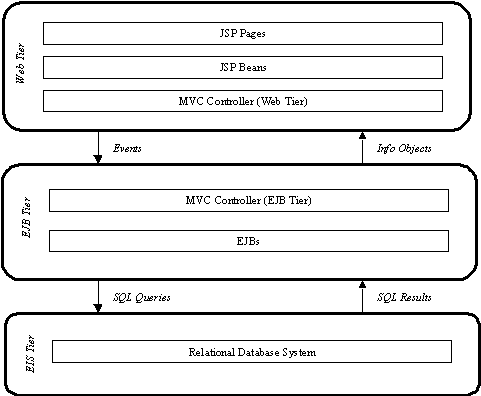 Web Tier
JSP Pages
JSP Beans
MVC Controller (Web Tier)
Events
Info Objects
EJB Tier
MVC Controller (EJB Tier)
EJBs
SQL Queries
SQL Results
EIS Tier
Relational Database System